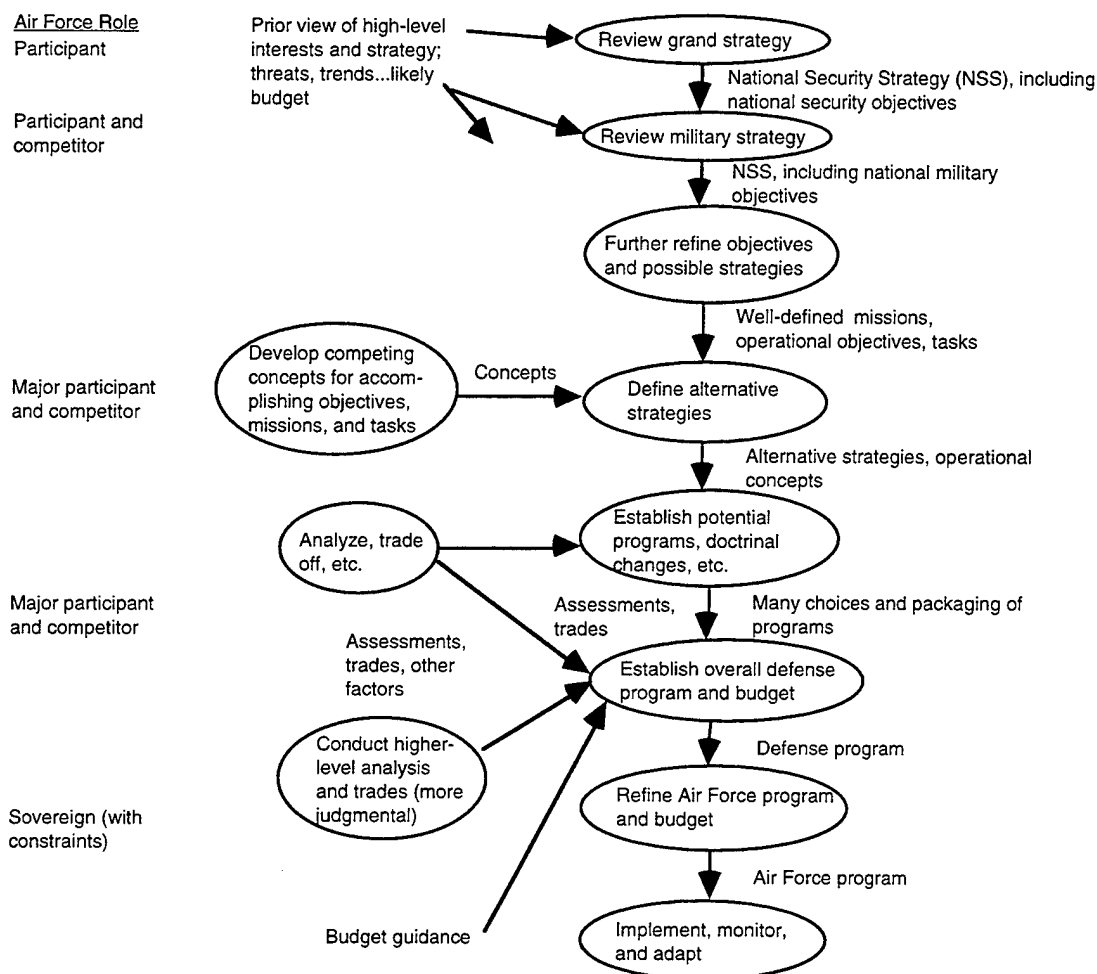 Air Force Role
Participant
Prior view of high-level
interests and strategy;
threats, trends...likely
budget
Review grand strategy
National Security Strategy (NSS), including
national security objectives
Participant and
competitor
Review military strategy
NSS, including national military
objectives
Further refine objectives
and possible strategies
Well-defined missions,
operational objectives, tasks
Major participant
and competitor
Develop competing
concepts for accom-
plishing objectives,
missions, and tasks
Concepts
Define alternative
strategies
Alternative strategies, operational
concepts
Analyze, trade
off, etc.
Establish potential
programs, doctrinal
changes, etc.
Major participant
and competitor
Assessments,
trades
Many choices and packaging of
programs
Assessments,
trades, other
factors
Establish overall defense
program and budget
Conduct higher-
level analysis
and trades (more
judgmental)
Defense program
Sovereign (with
constraints)
Refine Air Force program
and budget
Air Force program
Budget guidance
Implement, monitor,
and adapt